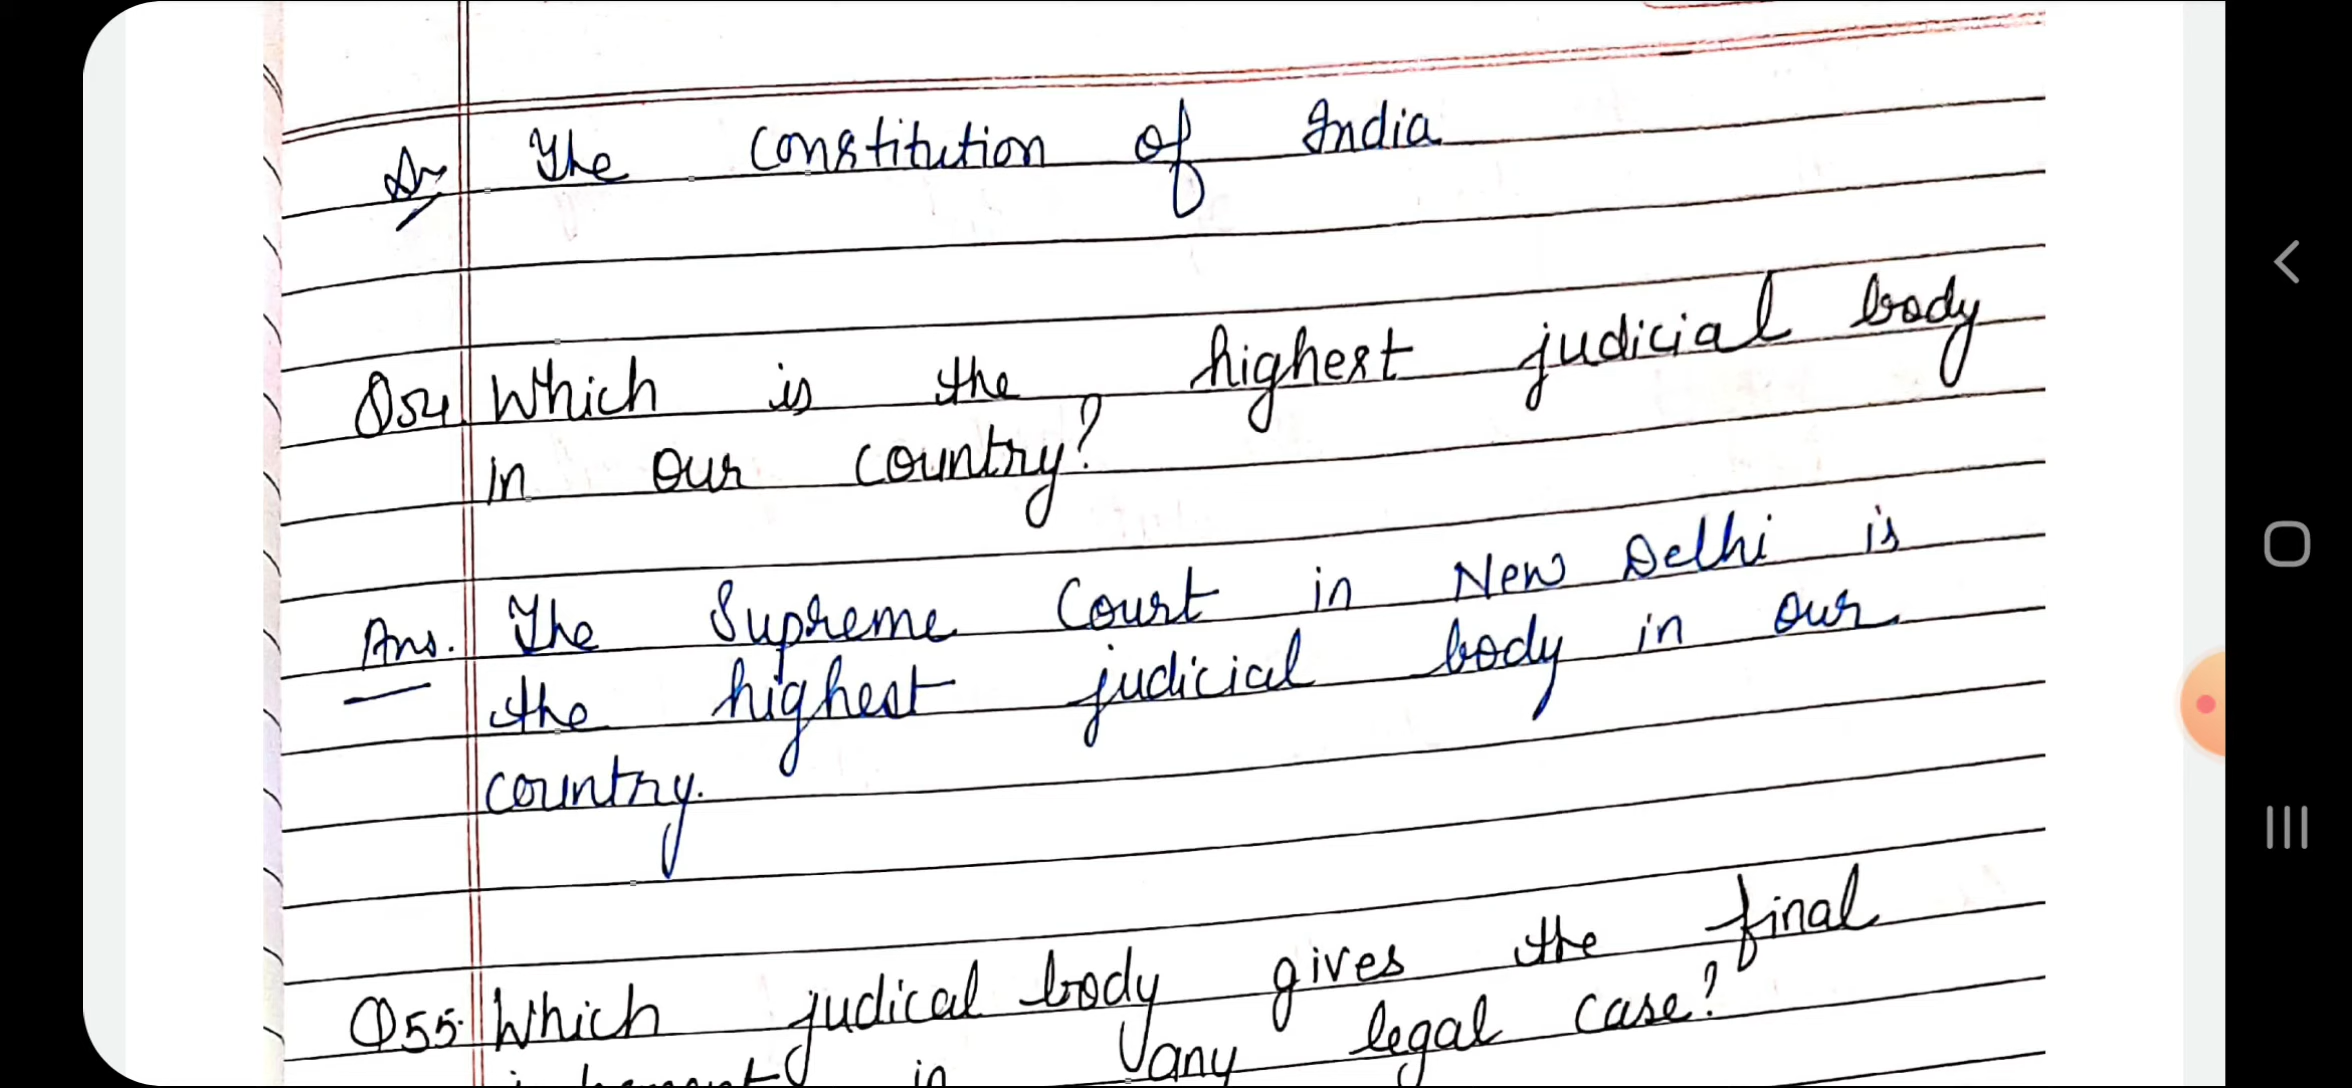 Ans The constitution of India
Q54. Which is the highest judicial body
in our country?
Ans. The Supreme Court in New Delhi is
the highest judicial body in our
country.
Q55. Which judical body gives the final
in any legal case?